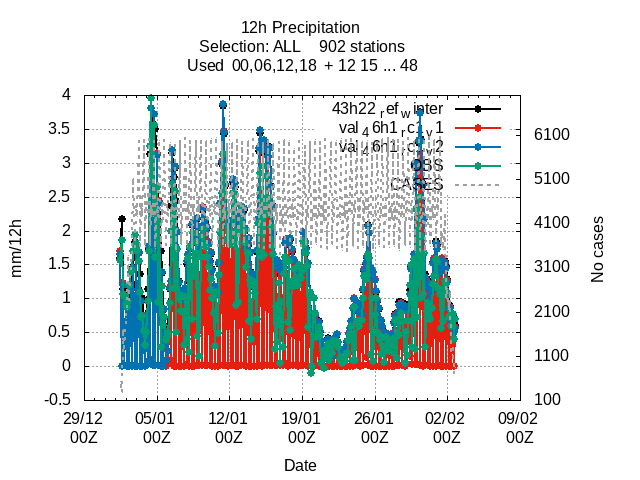 12h Precipitation
Selection: ALL 902 stations
Used 00,06,12,18 + 12 15 ... 48
43h22refwinter
val46h1rc1v1
val46h1rc1v2
OBS
CASES
4
3.5
3
2.5
2
1.5
1
0.5
0
-0.5
6100
5100
4100
3100
2100
1100
100
mm/12h
No cases
29/12 05/01 12/01 19/01 26/01 02/02 09/02
00Z 00Z 00Z 00Z 00Z 00Z 00Z
Date